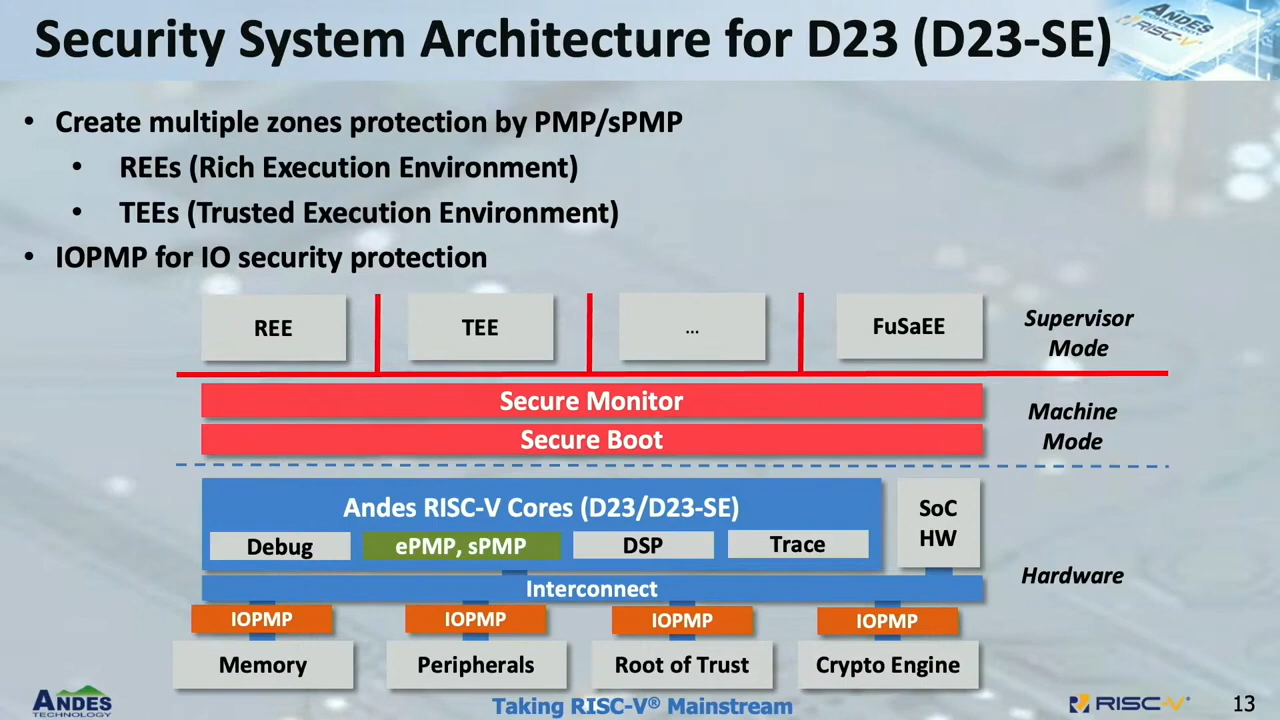 Security System Architecture for D23 (D23-SE)
ANDES
RISC-V
• Create multiple zones protection by PMP/sPMP
• REEs (Rich Execution Environment)
• TEEs (Trusted Execution Environment)
• IOPMP for IO security protection
REE
TEE
...
FuSaEE
Supervisor
Mode
Secure Monitor
Secure Boot
Machine
Mode
Andes RISC-V Cores (D23/D23-SE)
Debug
ePMP, sPMP
DSP
Trace
SoC
HW
Interconnect
Hardware
IOPMP
IOPMP
IOPMP
IOPMP
Memory
Peripherals
Root of Trust
Crypto Engine
ANDES
TECHNOLOGY
Taking RISC-V® Mainstream
RISC-V®
13